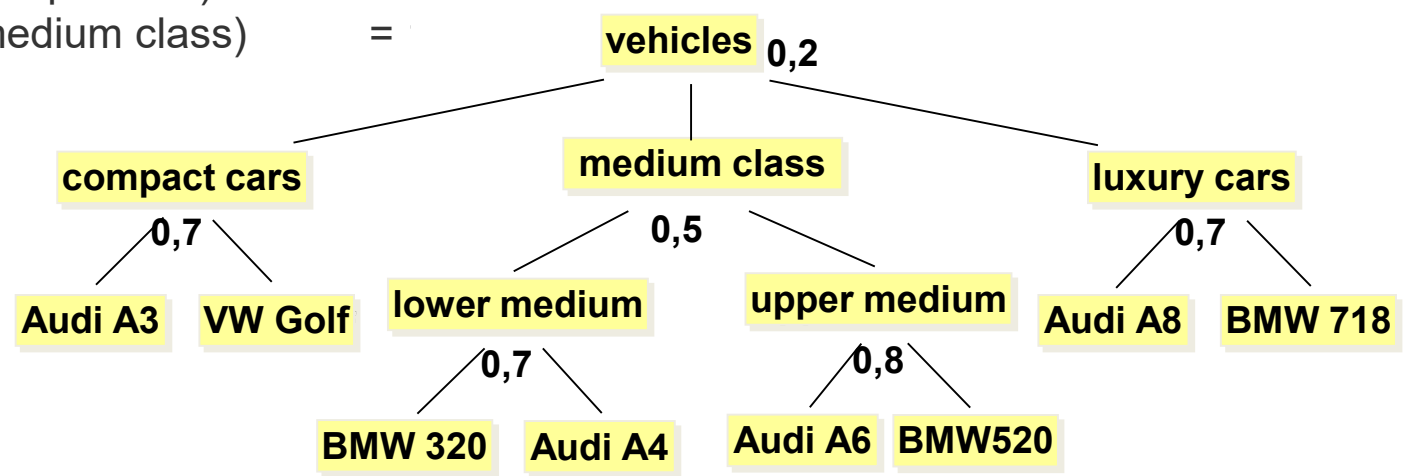 medium class) =
vehicles 0,2
compact cars medium class luxury cars
0,7 0,5 0,7
Audi A3 VW Golf lower medium upper medium Audi A8 BMW 718
0,7 0,8
BMW 320 Audi A4 Audi A6 BMW520